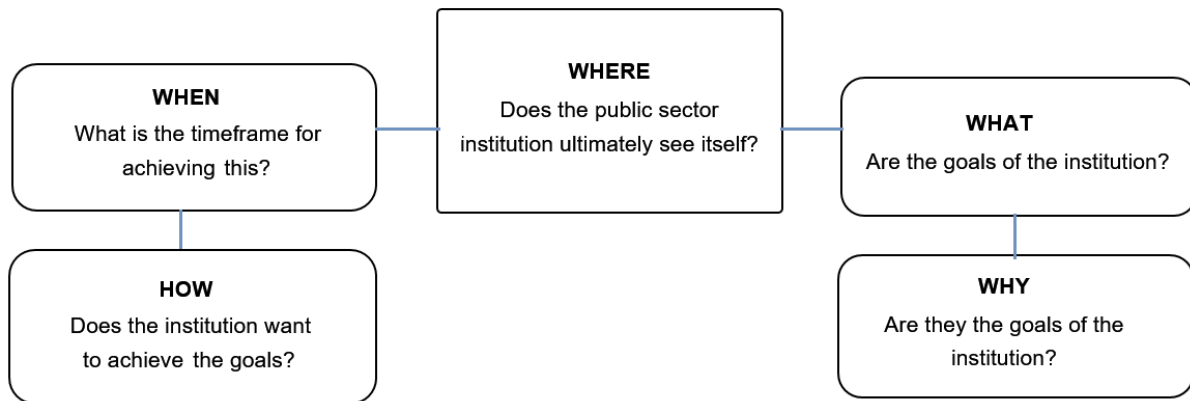 WHERE
Does the public sector
institution ultimately see itself?
WHEN
What is the timeframe for
achieving this?
WHAT
Are the goals of the institution?
HOW
Does the institution want
to achieve the goals?
WHY
Are they the goals of the
institution?